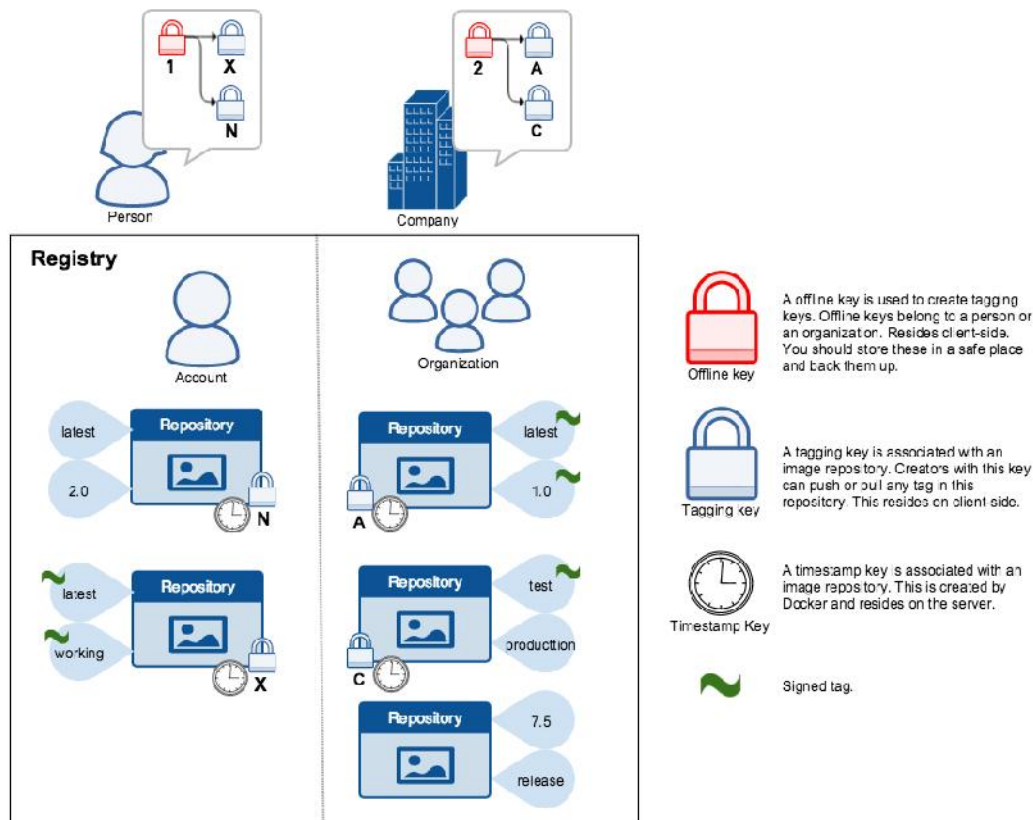 1
X
N
2
A
C
Person
Company
Registry
Account
Organization
latest
Repository
2.0
N
Repository
latest
1.0
A
latest
Repository
working
X
Repository
test
producttion
C
Repository
7.5
release
Offline key
A offline key is used to create tagging
keys. Offline keys belong to a person or
an organization. Resides client-side.
You should store these in a safe place
and back them up.
Tagging key
A tagging key is associated with an
image repository. Creators with this key
can push or pull any tag in this
repository. This resides on client-side.
Timestamp Key
A timestamp key is associated with an
image repository. This is created by
Docker and resides on the server.
Signed tag.